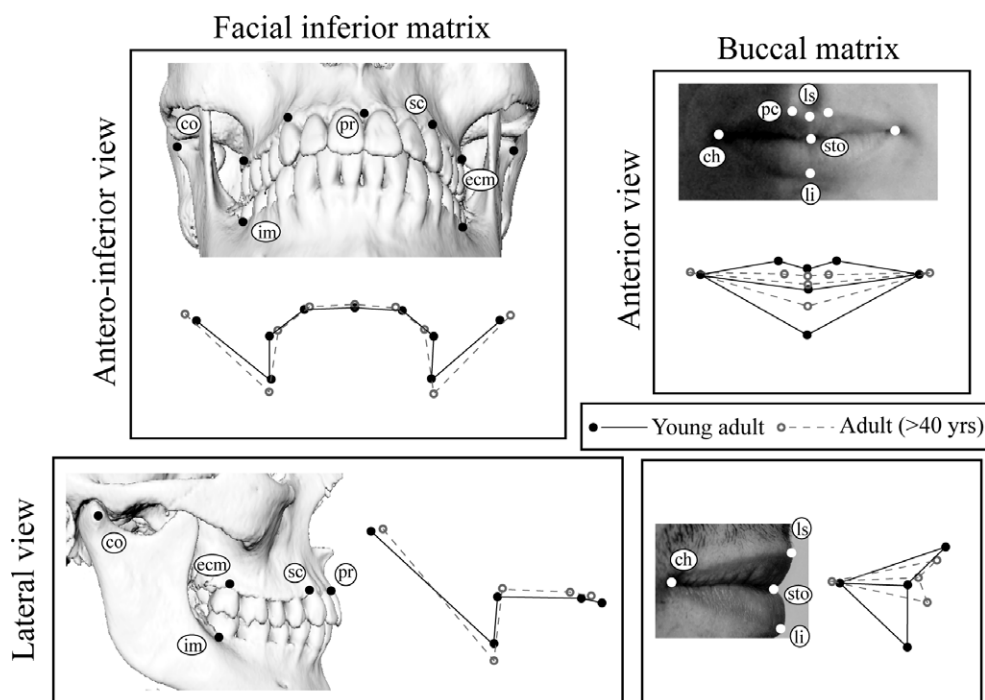 Facial inferior matrix
Buccal matrix
Antero-inferior view
co
pr
sc
ecm
im
Anterior view
pc
ls
ch
sto
li
Young adult
Adult (>40 yrs)
Lateral view
co
ecm
sc
pr
im
ch
ls
sto
li